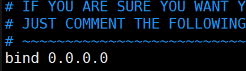 # IF YOU ARE SURE YOU WANT Y
# JUST COMMENT THE FOLLOWING
# ~~~~~~~~~~~~~~~~~~~~~~~~~~
bind 0.0.0.0